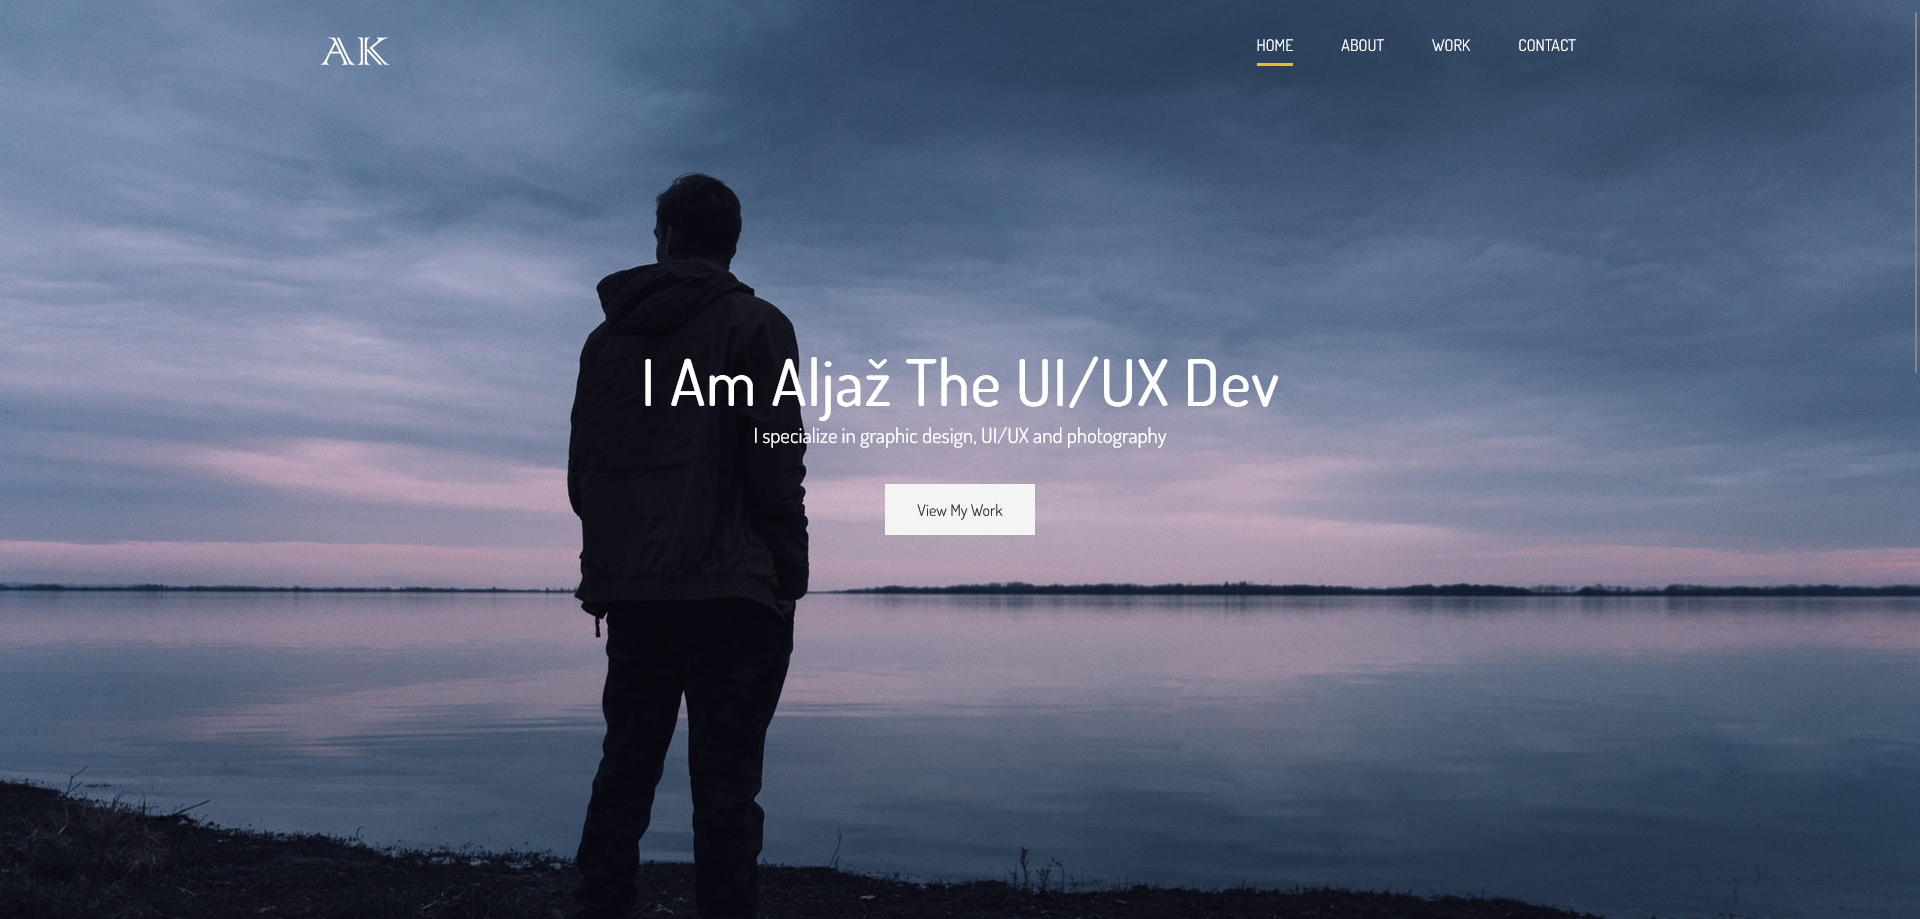 AK
HOME ABOUT WORK CONTACT
I Am Aljaž The UI/UX Dev
I specialize in graphic design, UI/UX and photography
View My Work